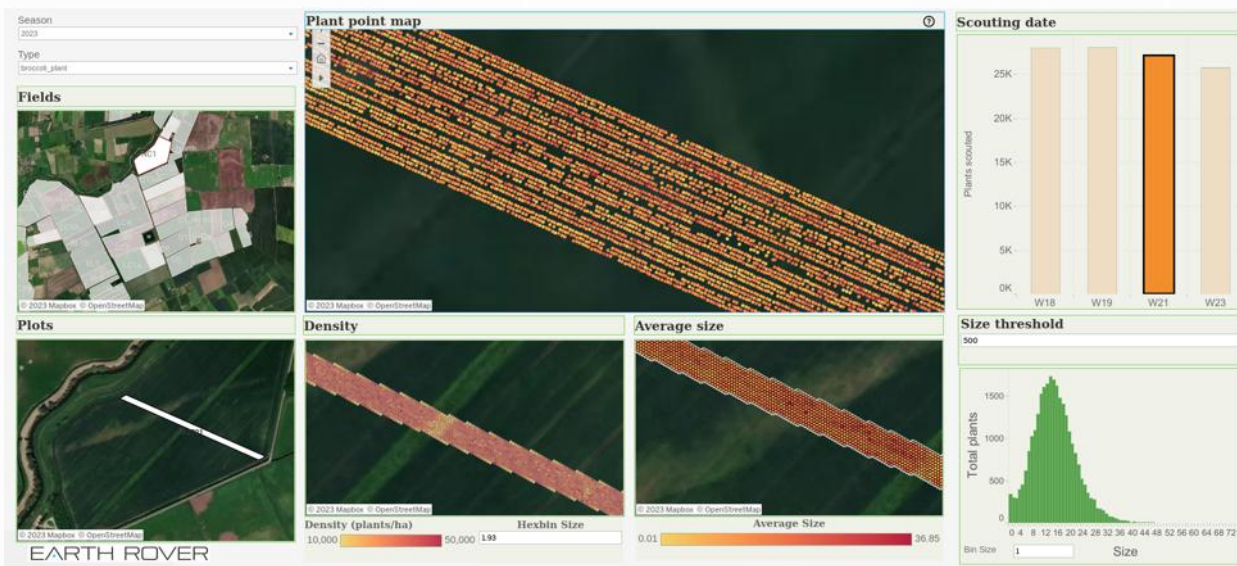 Season
2023
Type
broccoli_plant
Fields
NC1
© 2023 Mapbox © OpenStreetMap
Plant point map
© 2023 Mapbox © OpenStreetMap
Scouting date
Plants scouted
25K
20K
15K
10K
5K
0K
W18 W19 W21 W23
Plots
© 2023 Mapbox © OpenStreetMap
EARTH ROVER
Density
© 2023 Mapbox © OpenStreetMap
Density (plants/ha) Hexbin Size
10,000 50,000 1.93
Average size
© 2023 Mapbox © OpenStreetMap
Average Size
0.01 36.85
Size threshold
500
Total plants
1500
1000
500
0
0 4 8 12 16 20 24 28 32 36 40 44 48 52 56 60 64 68 72
Bin Size 1 Size